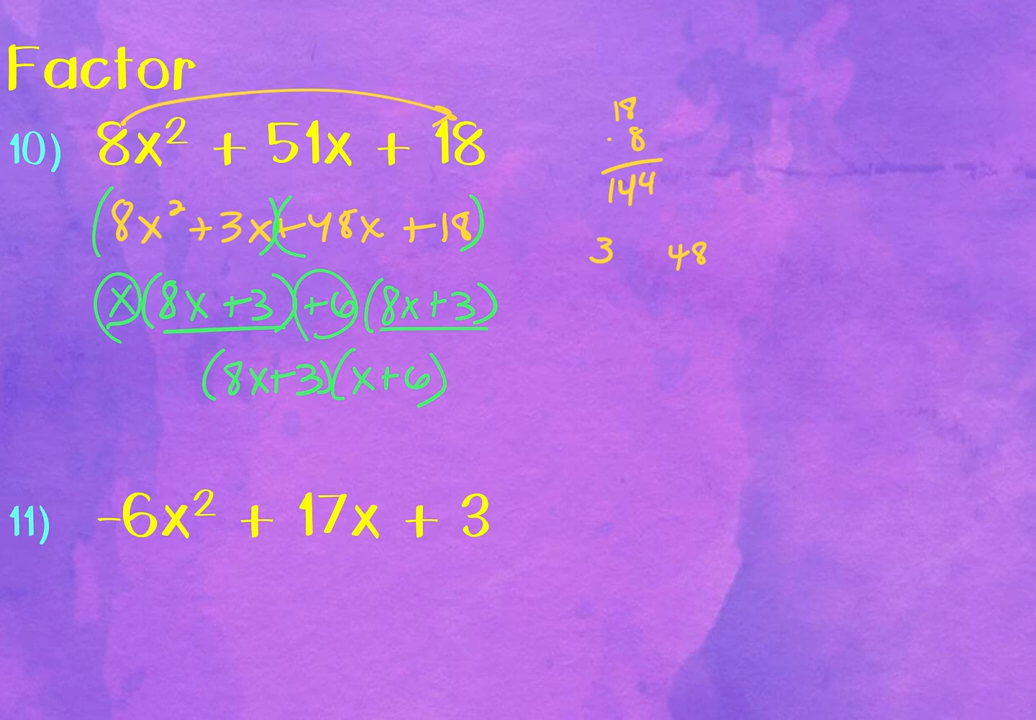 Factor
10) 8x² + 51x + 18
(8x² + 3x)(+48x + 18)
x(8x + 3) + 6(8x + 3)
(8x + 3)(x + 6)
18
· 8
144
3 48
11) -6x² + 17x + 3